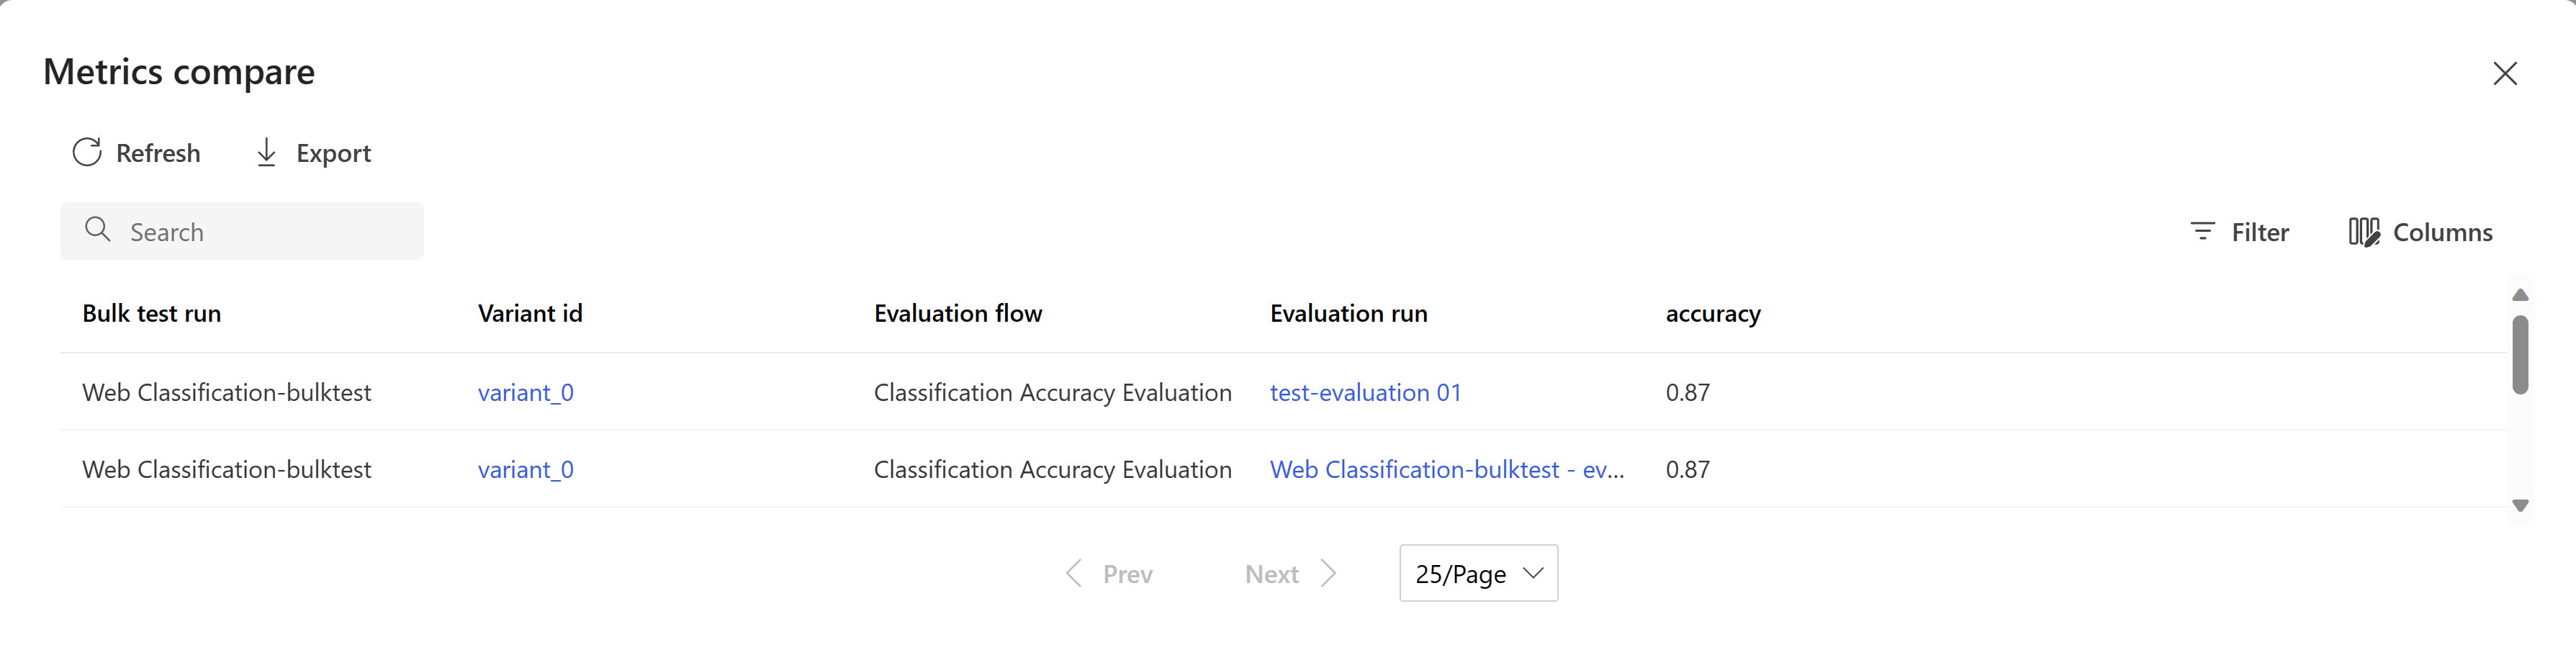 Metrics compare
Refresh Export
Search Filter Columns
Bulk test run Variant id Evaluation flow Evaluation run accuracy
Web Classification-bulktest variant_0 Classification Accuracy Evaluation test-evaluation 01 0.87
Web Classification-bulktest variant_0 Classification Accuracy Evaluation Web Classification-bulktest - ev... 0.87
Prev Next 25/Page